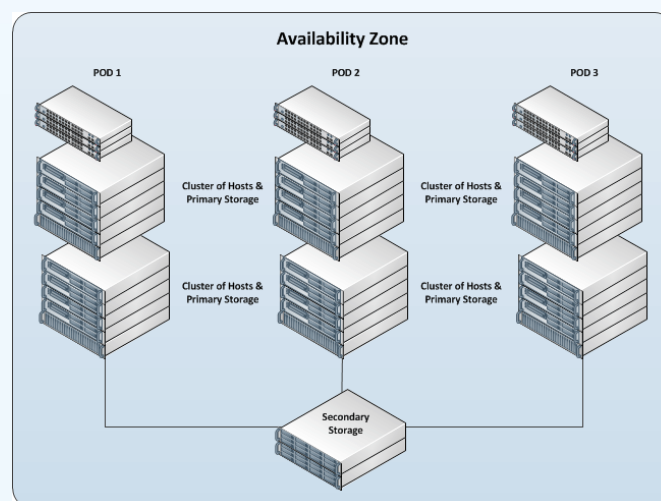 Availability Zone
POD 1
POD 2
POD 3
Cluster of Hosts &
Primary Storage
Cluster of Hosts &
Primary Storage
Cluster of Hosts &
Primary Storage
Cluster of Hosts &
Primary Storage
Secondary
Storage